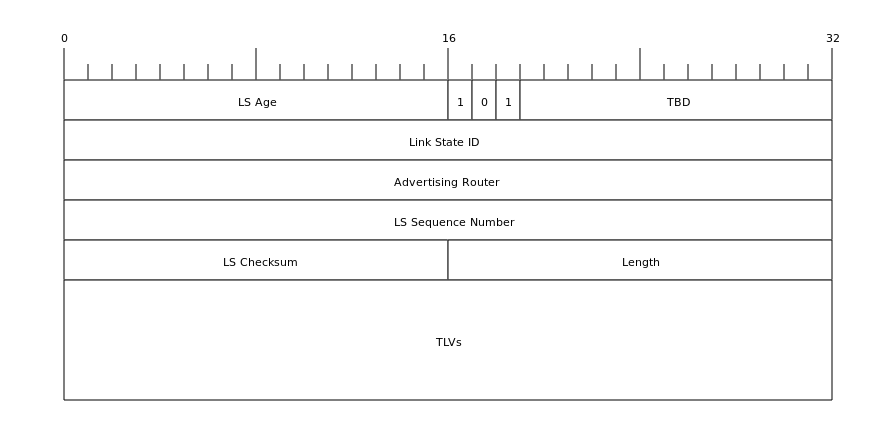 0 16 32
LS Age 1 0 1 TBD
Link State ID
Advertising Router
LS Sequence Number
LS Checksum Length
TLVs